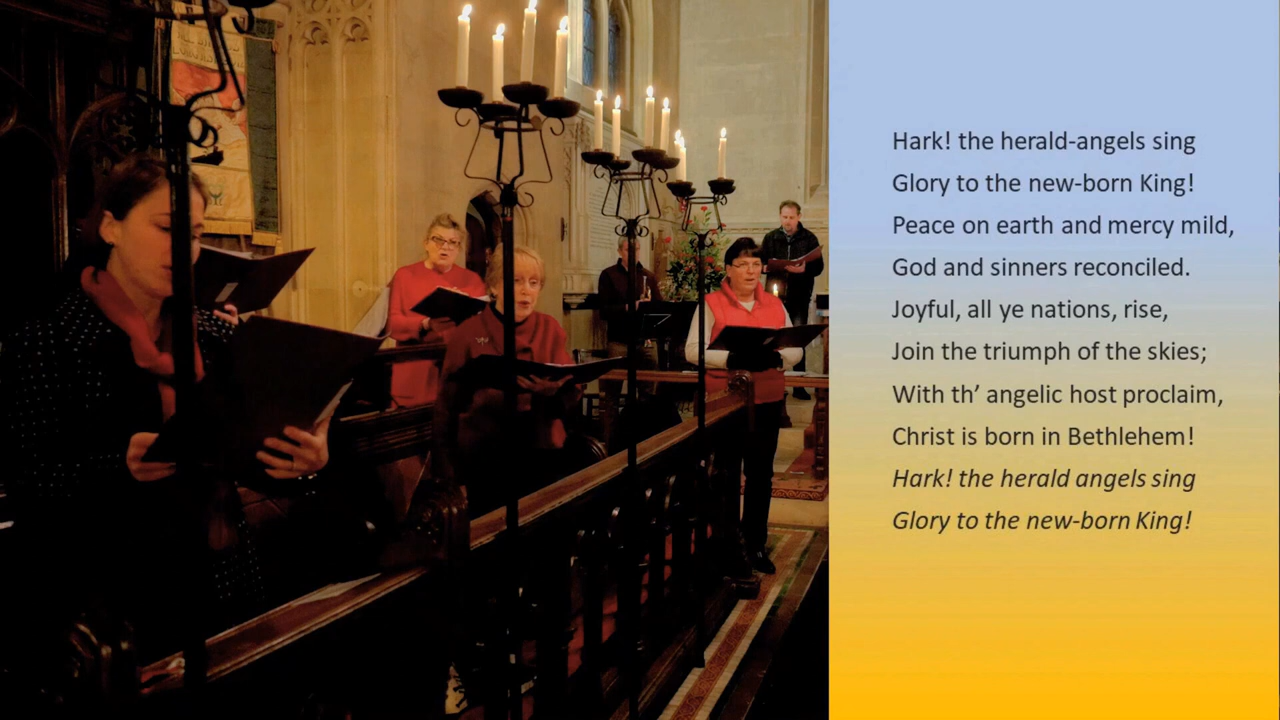 Hark! the herald-angels sing
Glory to the new-born King!
Peace on earth and mercy mild,
God and sinners reconciled.
Joyful, all ye nations, rise,
Join the triumph of the skies;
With th’ angelic host proclaim,
Christ is born in Bethlehem!
Hark! the herald angels sing
Glory to the new-born King!